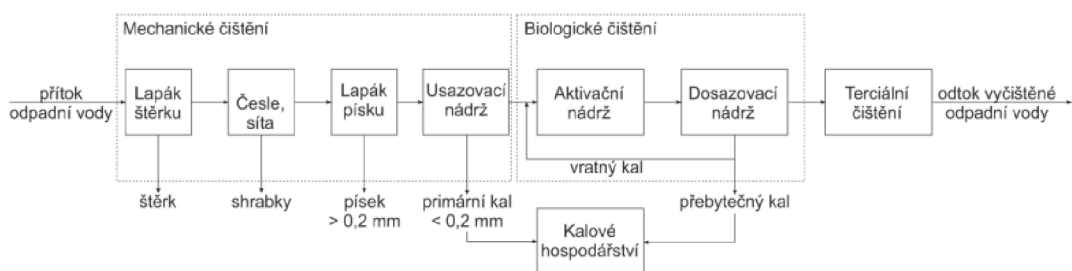 Mechanické čištění
Biologické čištění
přítok
odpadní vody
Lapák
štěrku
Česle,
síta
Lapák
písku
Usazovací
nádrž
Aktivační
nádrž
Dosazovací
nádrž
Terciální
čištění
odtok vyčištěné
odpadní vody
vratný kal
štěrk
shrabky
písek
> 0,2 mm
primární kal
< 0,2 mm
přebytečný kal
Kalové
hospodářství